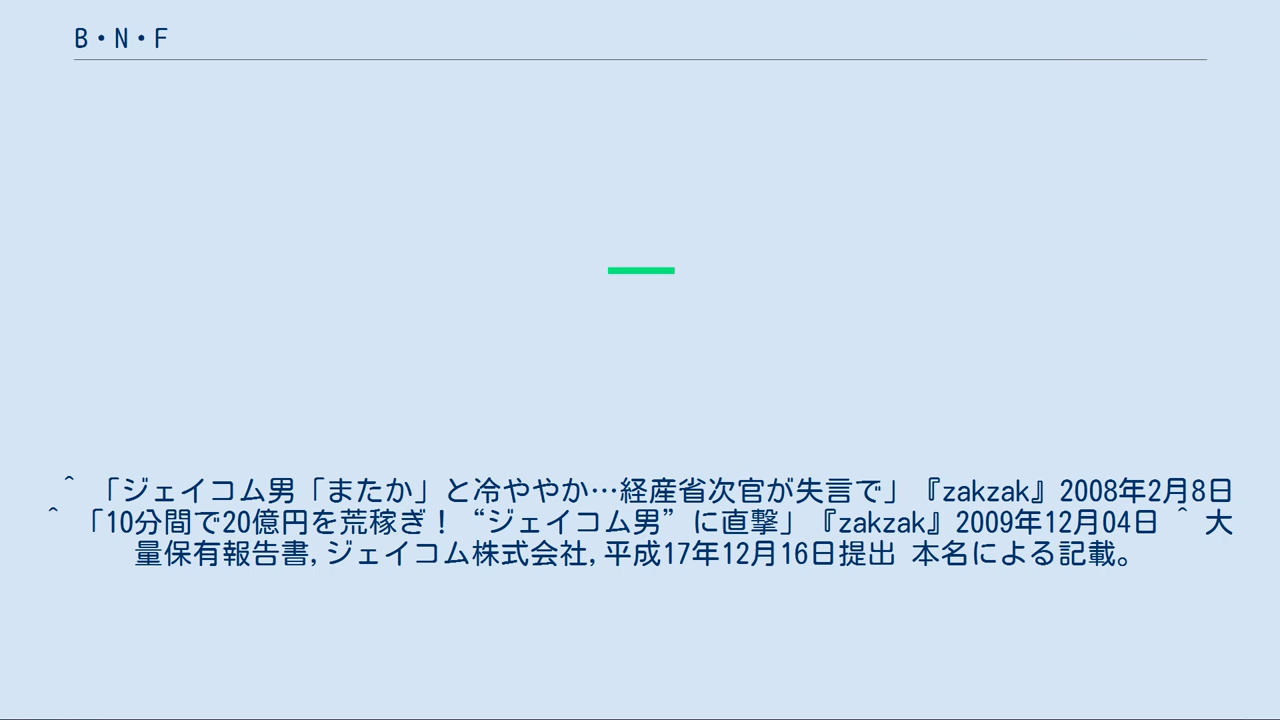 B・N・F
＾ 「ジェイコム男「またか」と冷ややか…経産省次官が失言で」『zakzak』2008年2月8日
＾ 「10分間で20億円を荒稼ぎ！ “ジェイコム男” に直撃」『zakzak』2009年12月04日 ＾ 大
量保有報告書, ジェイコム株式会社, 平成17年12月16日提出 本名による記載。